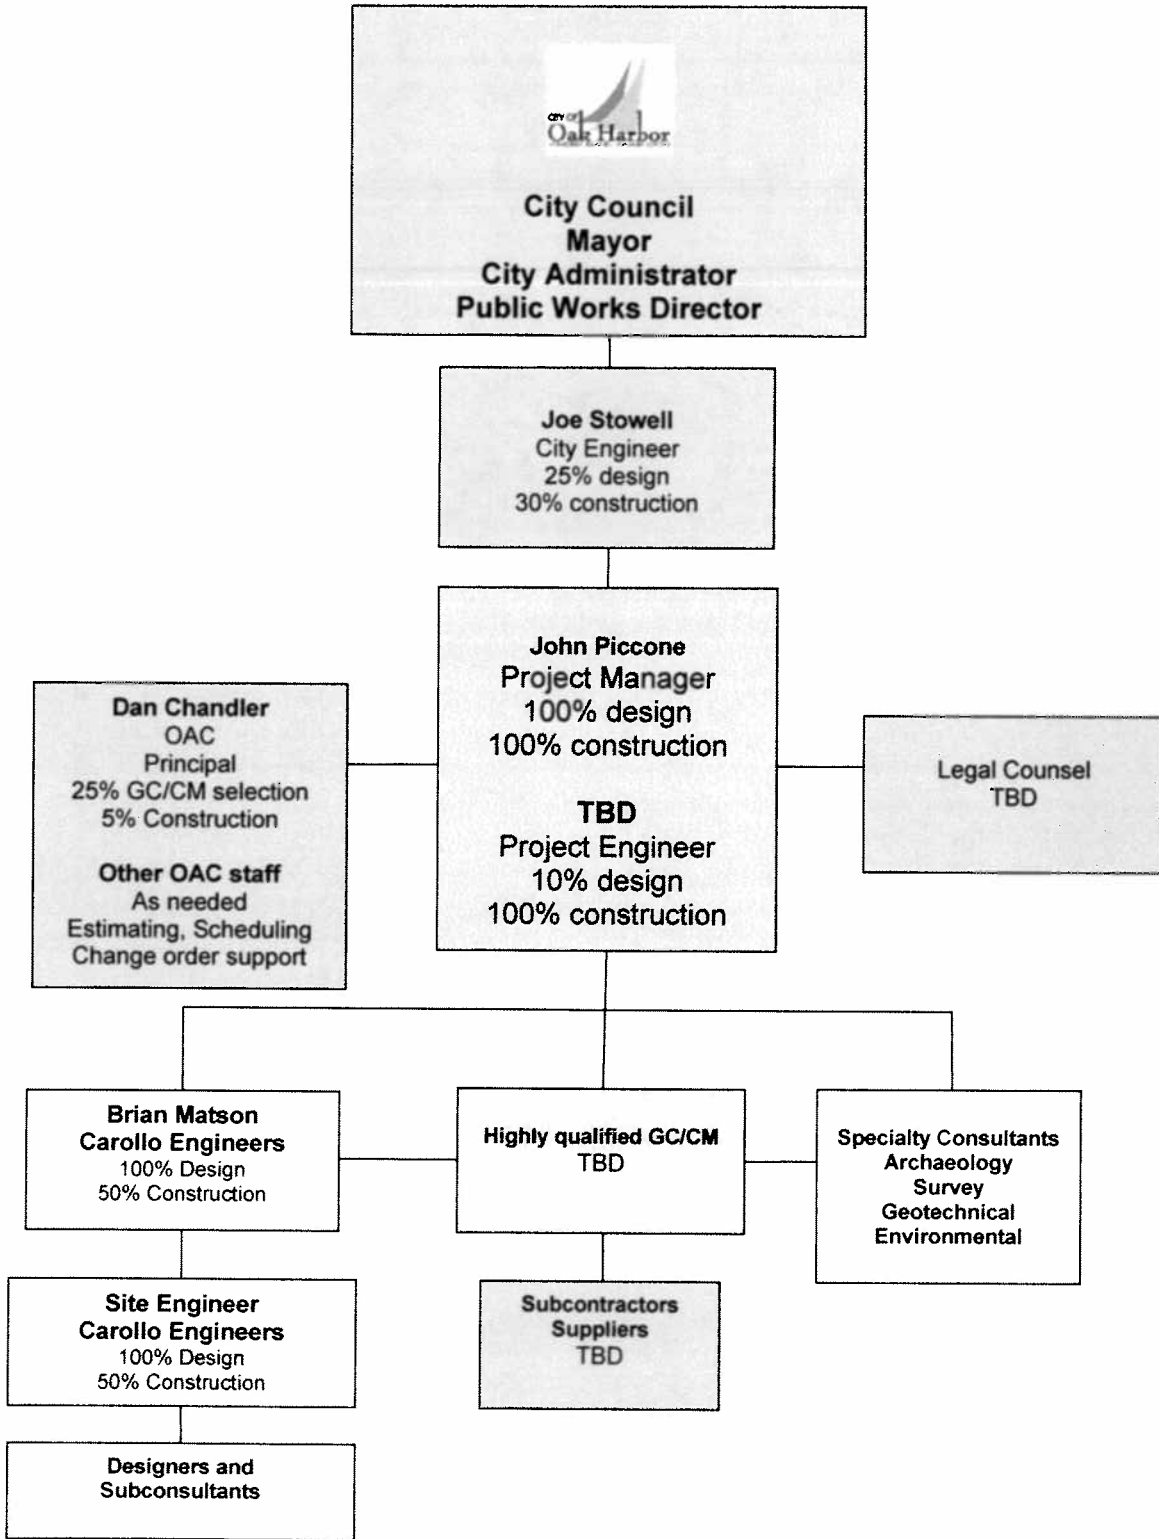 CITY OF
Oak Harbor
City Council
Mayor
City Administrator
Public Works Director
Joe Stowell
City Engineer
25% design
30% construction
John Piccone
Project Manager
100% design
100% construction
TBD
Project Engineer
10% design
100% construction
Dan Chandler
OAC
Principal
25% GC/CM selection
5% Construction
Other OAC staff
As needed
Estimating, Scheduling
Change order support
Legal Counsel
TBD
Brian Matson
Carollo Engineers
100% Design
50% Construction
Highly qualified GC/CM
TBD
Specialty Consultants
Archaeology
Survey
Geotechnical
Environmental
Site Engineer
Carollo Engineers
100% Design
50% Construction
Subcontractors
Suppliers
TBD
Designers and
Subconsultants